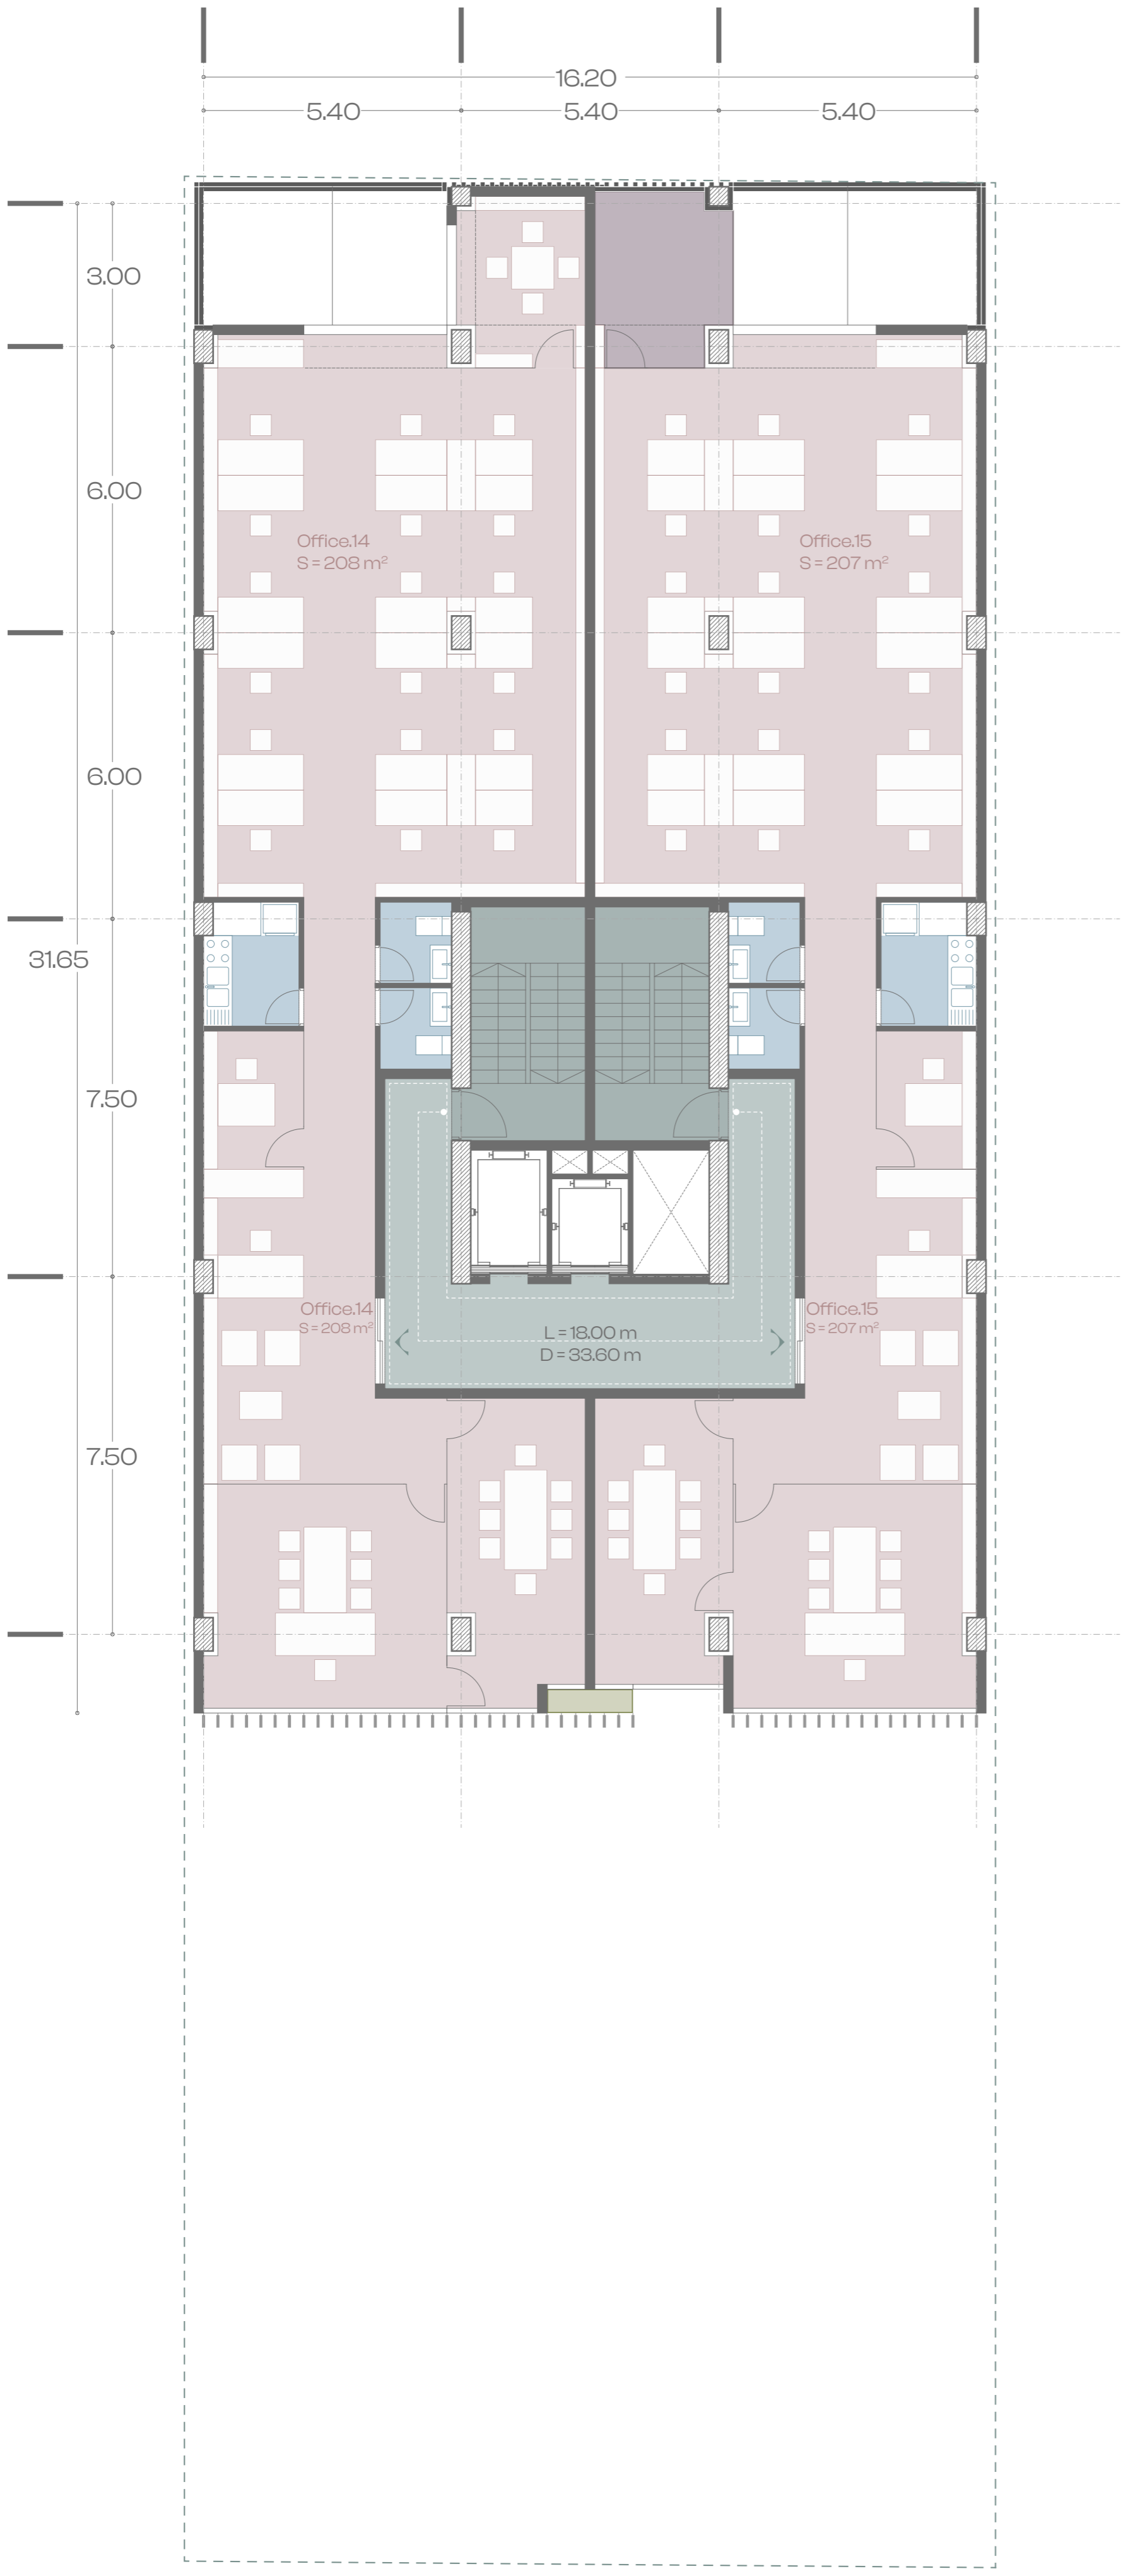 16.20
5.40 5.40 5.40
3.00
6.00
Office.14
S = 208 m²
Office.15
S = 207 m²
6.00
31.65
7.50
Office.14
S = 208 m²
Office.15
S = 207 m²
L = 18.00 m
D = 33.60 m
7.50